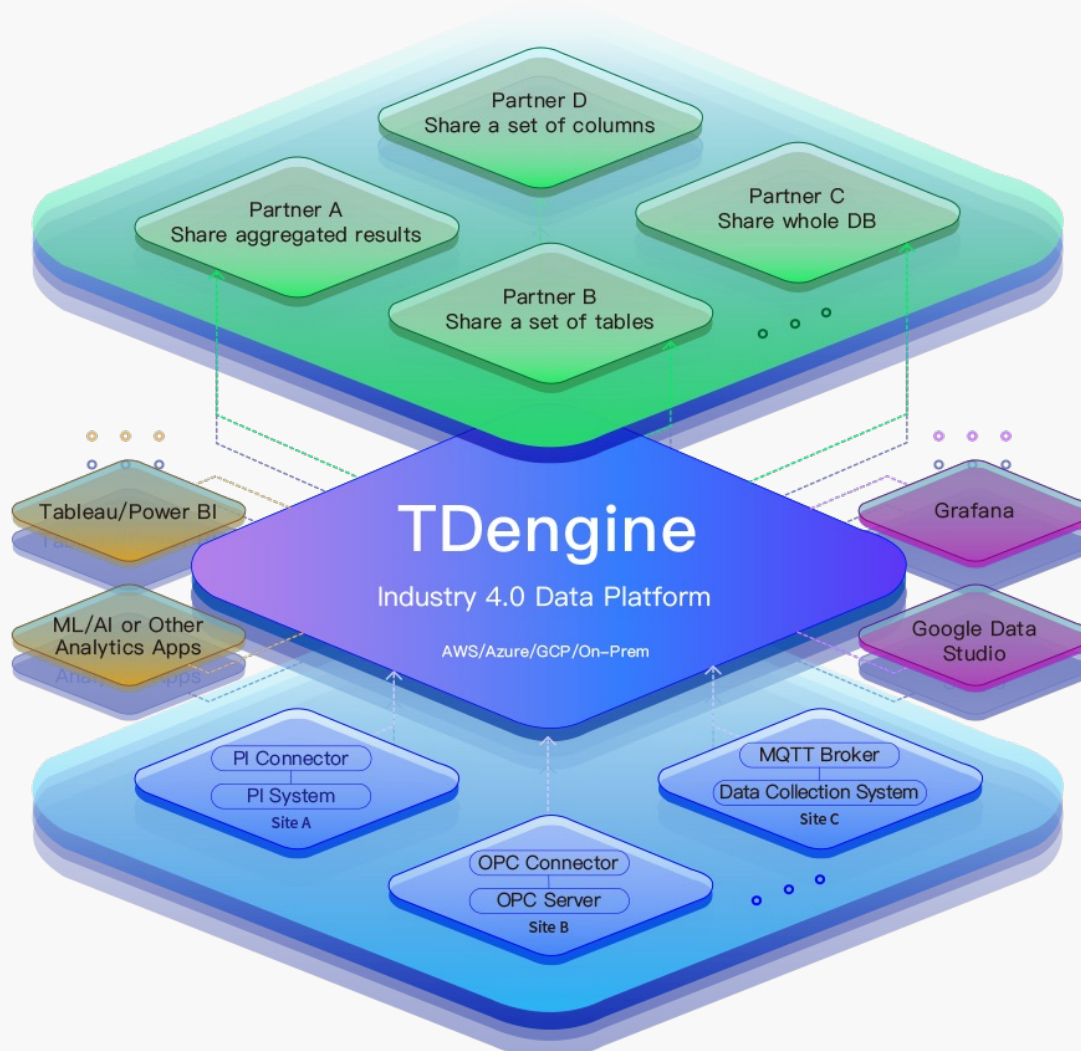 Partner D
Share a set of columns
Partner A
Share aggregated results
Partner C
Share whole DB
Partner B
Share a set of tables
Tableau/Power BI
ML/AI or Other
Analytics Apps
TDengine
Industry 4.0 Data Platform
AWS/Azure/GCP/On-Prem
Grafana
Google Data
Studio
PI Connector
PI System
Site A
OPC Connector
OPC Server
Site B
MQTT Broker
Data Collection System
Site C